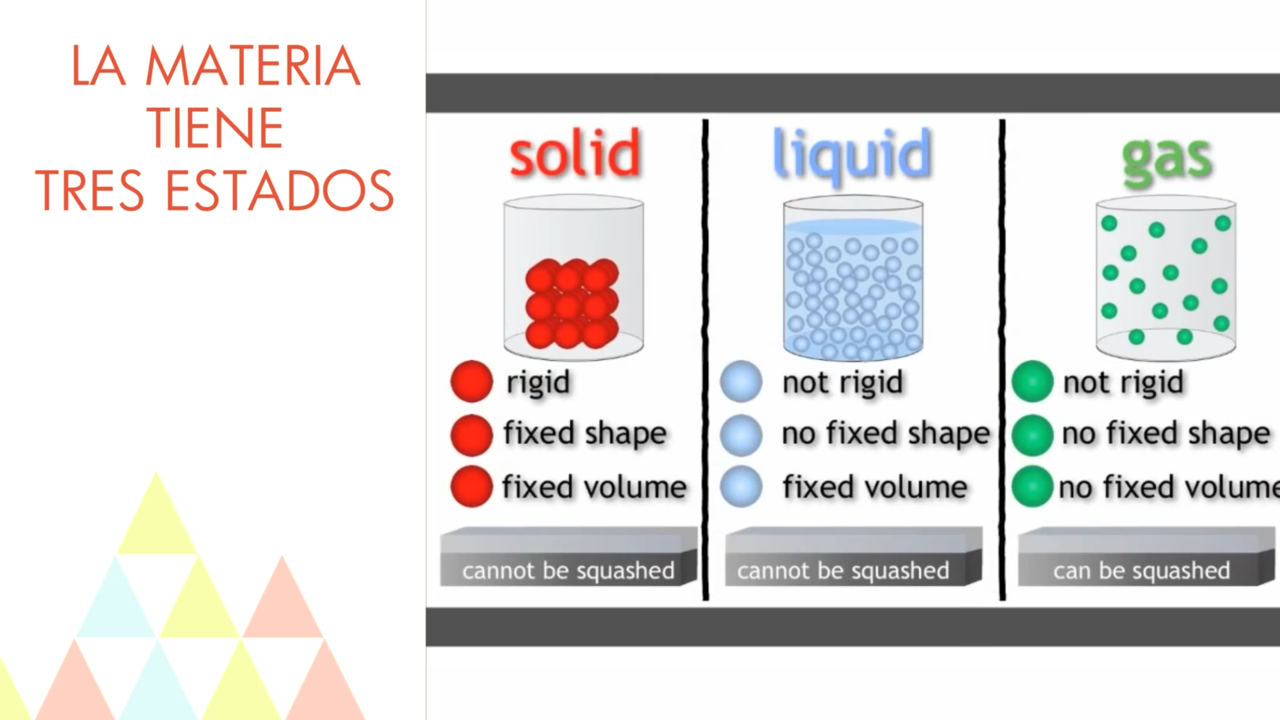 LA MATERIA
TIENE
TRES ESTADOS
solid
rigid
fixed shape
fixed volume
cannot be squashed
liquid
not rigid
no fixed shape
fixed volume
cannot be squashed
gas
not rigid
no fixed shape
no fixed volume
can be squashed